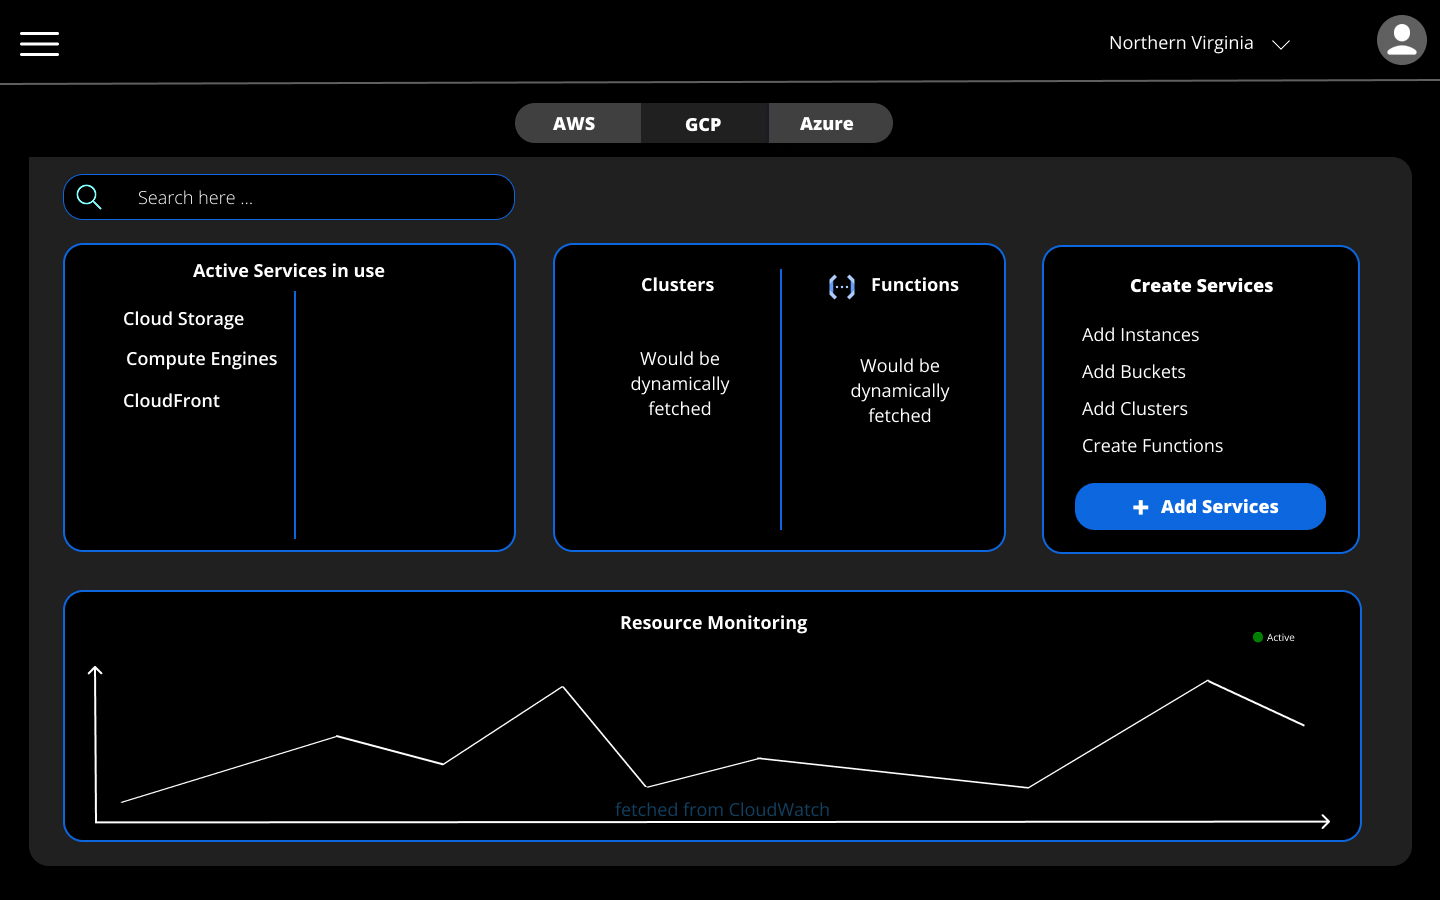 Northern Virginia
AWS
GCP
Azure
Search here ...
Active Services in use
Cloud Storage
Compute Engines
CloudFront
Clusters
Would be
dynamically
fetched
Functions
Would be
dynamically
fetched
Create Services
Add Instances
Add Buckets
Add Clusters
Create Functions
+ Add Services
Resource Monitoring
Active
fetched from CloudWatch